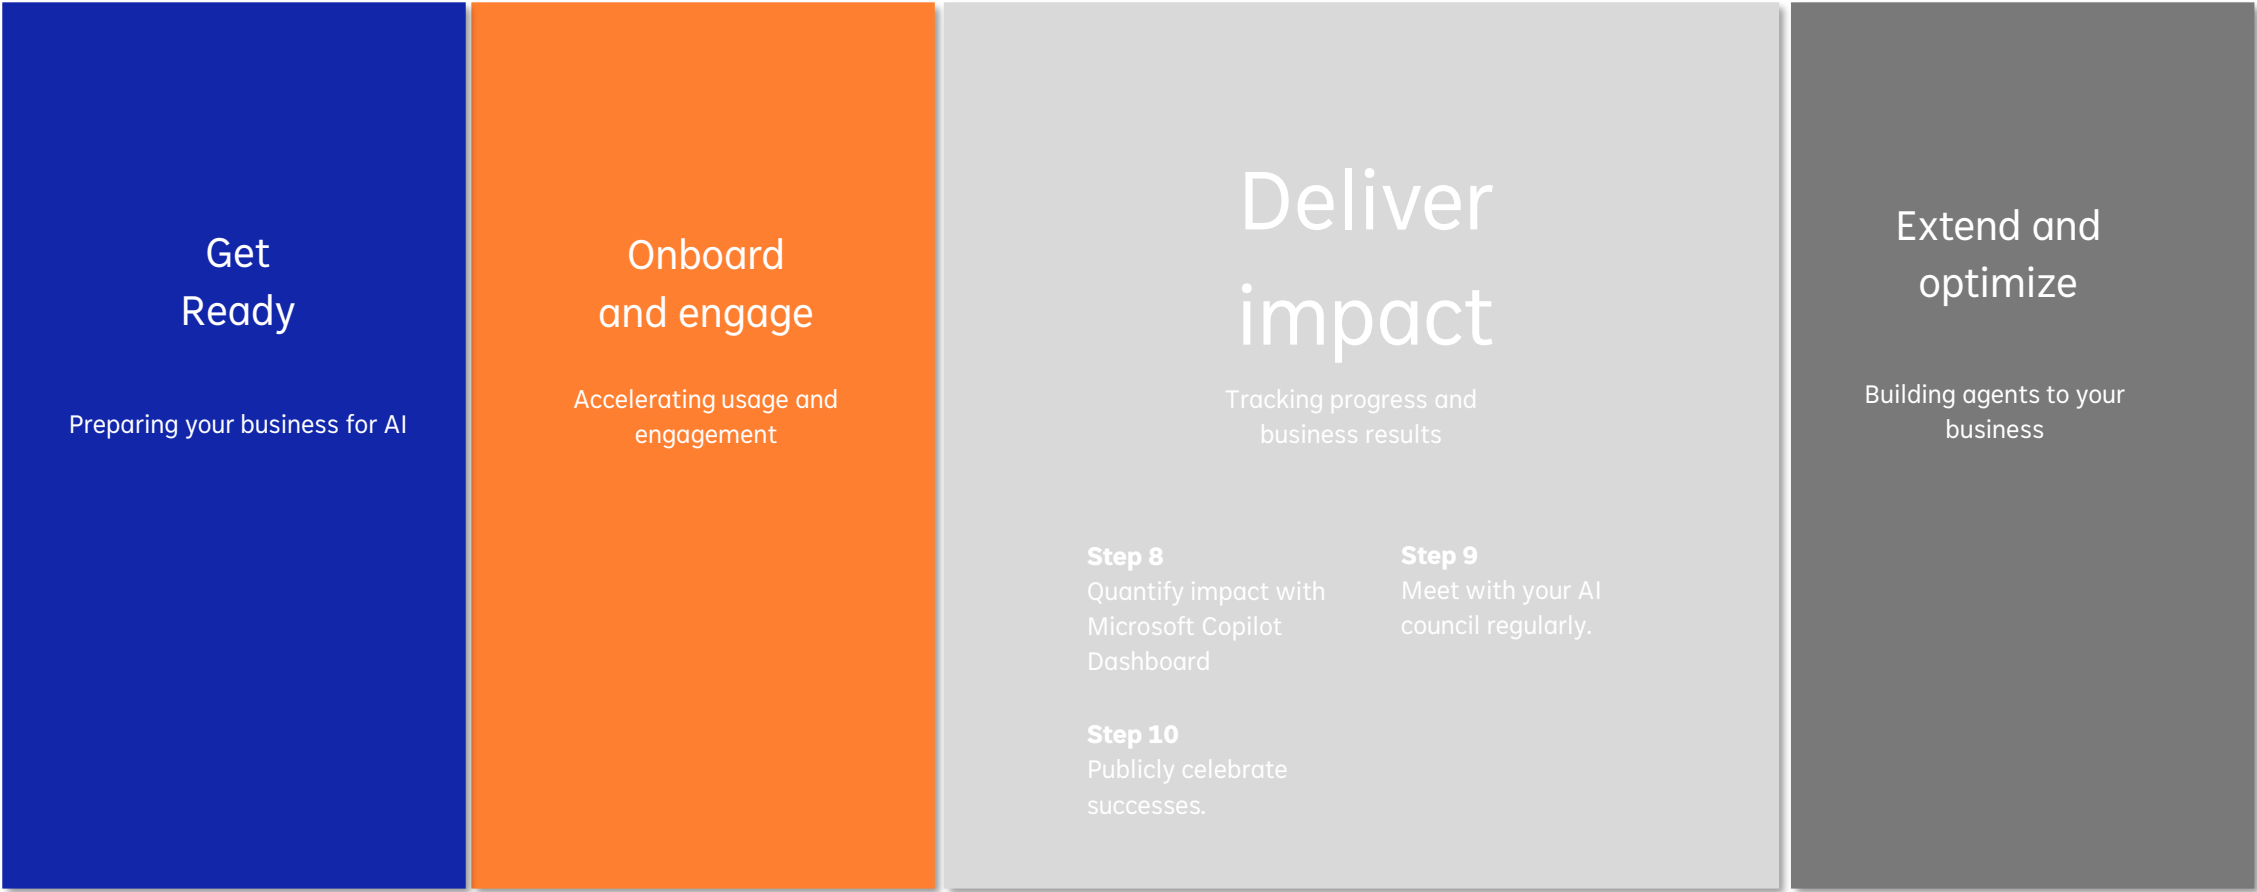 Get
Ready
Preparing your business for AI
Onboard
and engage
Accelerating usage and
engagement
Deliver
impact
Tracking progress and
business results
Step 8
Quantify impact with
Microsoft Copilot
Dashboard
Step 9
Meet with your AI
council regularly.
Step 10
Publicly celebrate
successes.
Extend and
optimize
Building agents to your
business